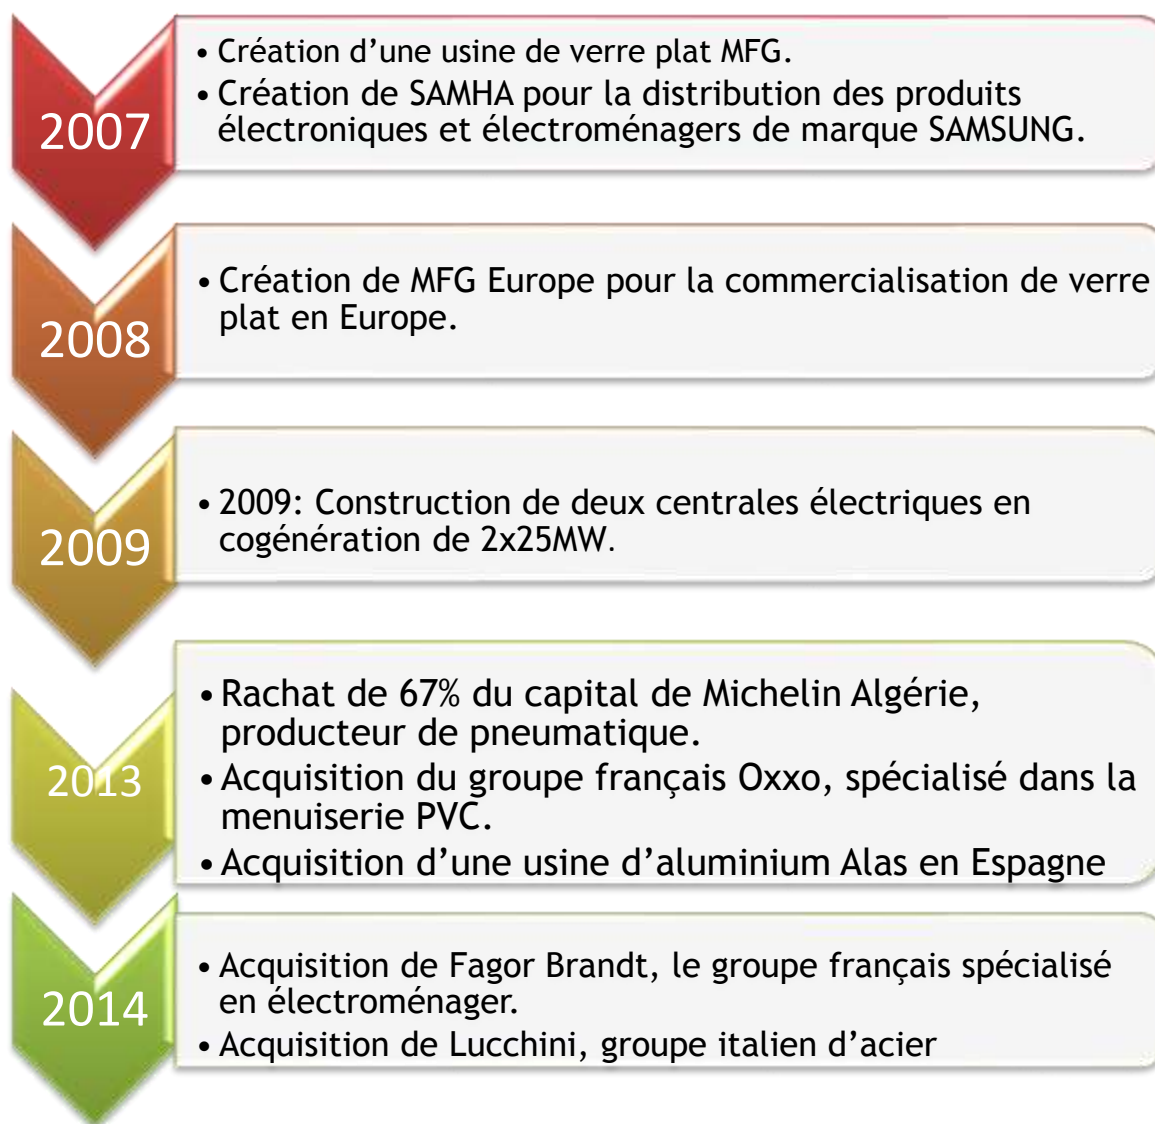 2007
• Création d’une usine de verre plat MFG.
• Création de SAMHA pour la distribution des produits
électroniques et électroménagers de marque SAMSUNG.
2008
• Création de MFG Europe pour la commercialisation de verre
plat en Europe.
2009
• 2009: Construction de deux centrales électriques en
cogénération de 2x25MW.
2013
• Rachat de 67% du capital de Michelin Algérie,
producteur de pneumatique.
• Acquisition du groupe français Oxxo, spécialisé dans la
menuiserie PVC.
• Acquisition d’une usine d’aluminium Alas en Espagne
2014
• Acquisition de Fagor Brandt, le groupe français spécialisé
en électroménager.
• Acquisition de Lucchini, groupe italien d’acier